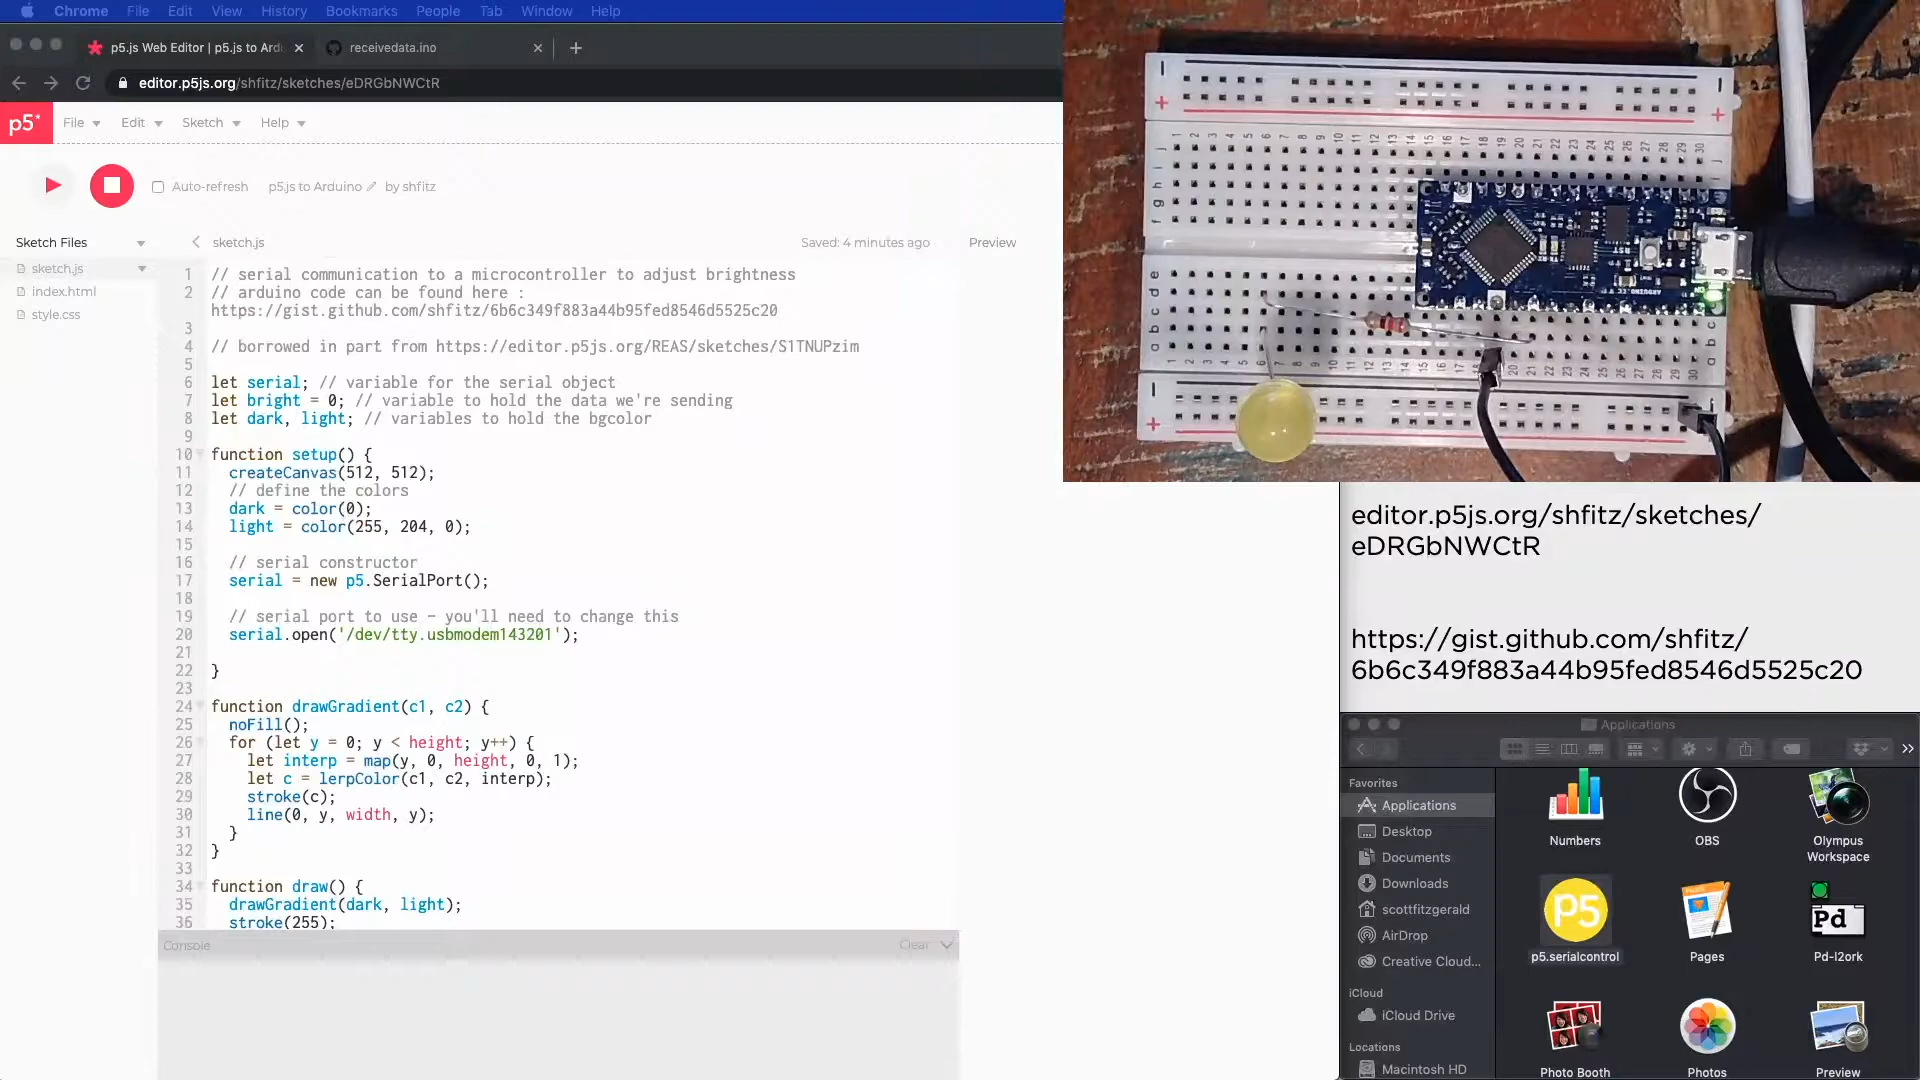 Chrome File Edit View History Bookmarks People Tab Window Help
p5.js Web Editor | p5.js to Ardu
receivedata.ino
editor.p5js.org/shfitz/sketches/eDRGbNWCtR
p5*
File Edit Sketch Help
Auto-refresh p5.js to Arduino by shfitz
Sketch Files
sketch.js
index.html
style.css
sketch.js
Saved: 4 minutes ago
Preview
1 // serial communication to a microcontroller to adjust brightness
2 // arduino code can be found here :
https://gist.github.com/shfitz/6b6c349f883a44b95fed8546d5525c20
3
4 // borrowed in part from https://editor.p5js.org/REAS/sketches/S1TNUPzim
5
6 let serial; // variable for the serial object
7 let bright = 0; // variable to hold the data we're sending
8 let dark, light; // variables to hold the bgcolor
9
10 function setup() {
11 createCanvas(512, 512);
12 // define the colors
13 dark = color(0);
14 light = color(255, 204, 0);
15
16 // serial constructor
17 serial = new p5.SerialPort();
18
19 // serial port to use - you'll need to change this
20 serial.open('/dev/tty.usbmodem143201');
21
22 }
23
24 function drawGradient(c1, c2) {
25 noFill();
26 for (let y = 0; y < height; y++) {
27 let interp = map(y, 0, height, 0, 1);
28 let c = lerpColor(c1, c2, interp);
29 stroke(c);
30 line(0, y, width, y);
31 }
32 }
33
34 function draw() {
35 drawGradient(dark, light);
36 stroke(255);
Console
Clear
editor.p5js.org/shfitz/sketches/
eDRGbNWCtR
https://gist.github.com/shfitz/
6b6c349f883a44b95fed8546d5525c20
Applications
Favorites
Applications
Desktop
Documents
Downloads
scottfitzgerald
AirDrop
Creative Cloud...
iCloud
iCloud Drive
Locations
Macintosh HD
Numbers
OBS
Olympus
Workspace
p5
p5.serialcontrol
Pages
Pd
Pd-l2ork
Photo Booth
Photos
Preview